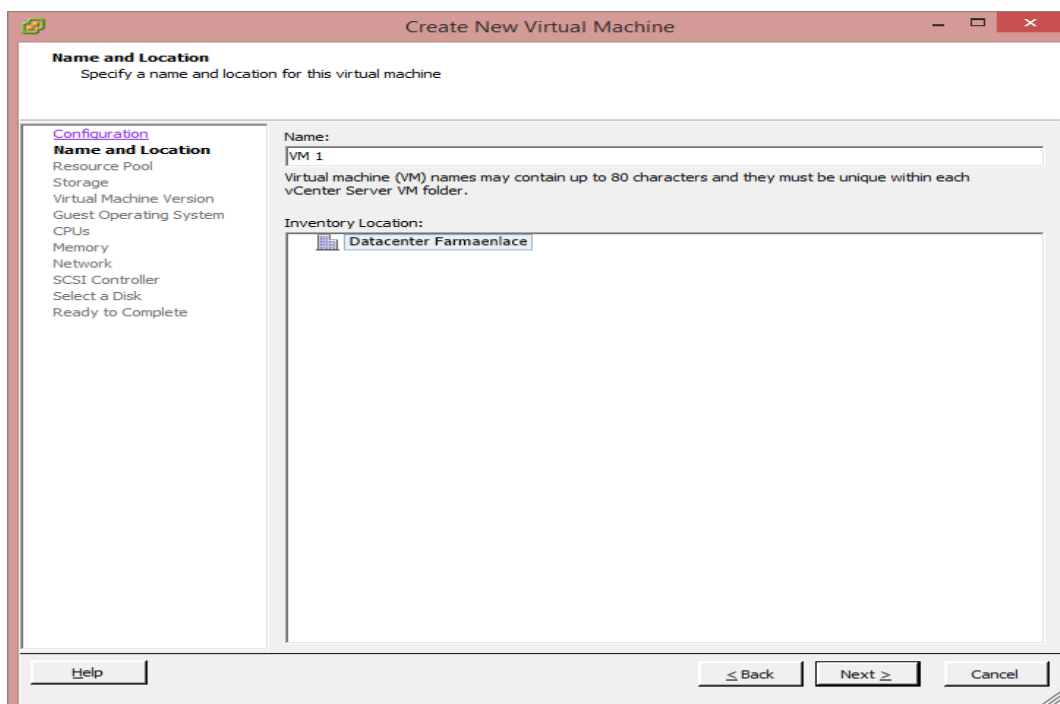 Create New Virtual Machine
Name and Location
Specify a name and location for this virtual machine
Configuration
Name and Location
Resource Pool
Storage
Virtual Machine Version
Guest Operating System
CPUs
Memory
Network
SCSI Controller
Select a Disk
Ready to Complete
Name:
VM 1
Virtual machine (VM) names may contain up to 80 characters and they must be unique within each
vCenter Server VM folder.
Inventory Location:
Datacenter Farmaenlace
Help
< Back
Next >
Cancel